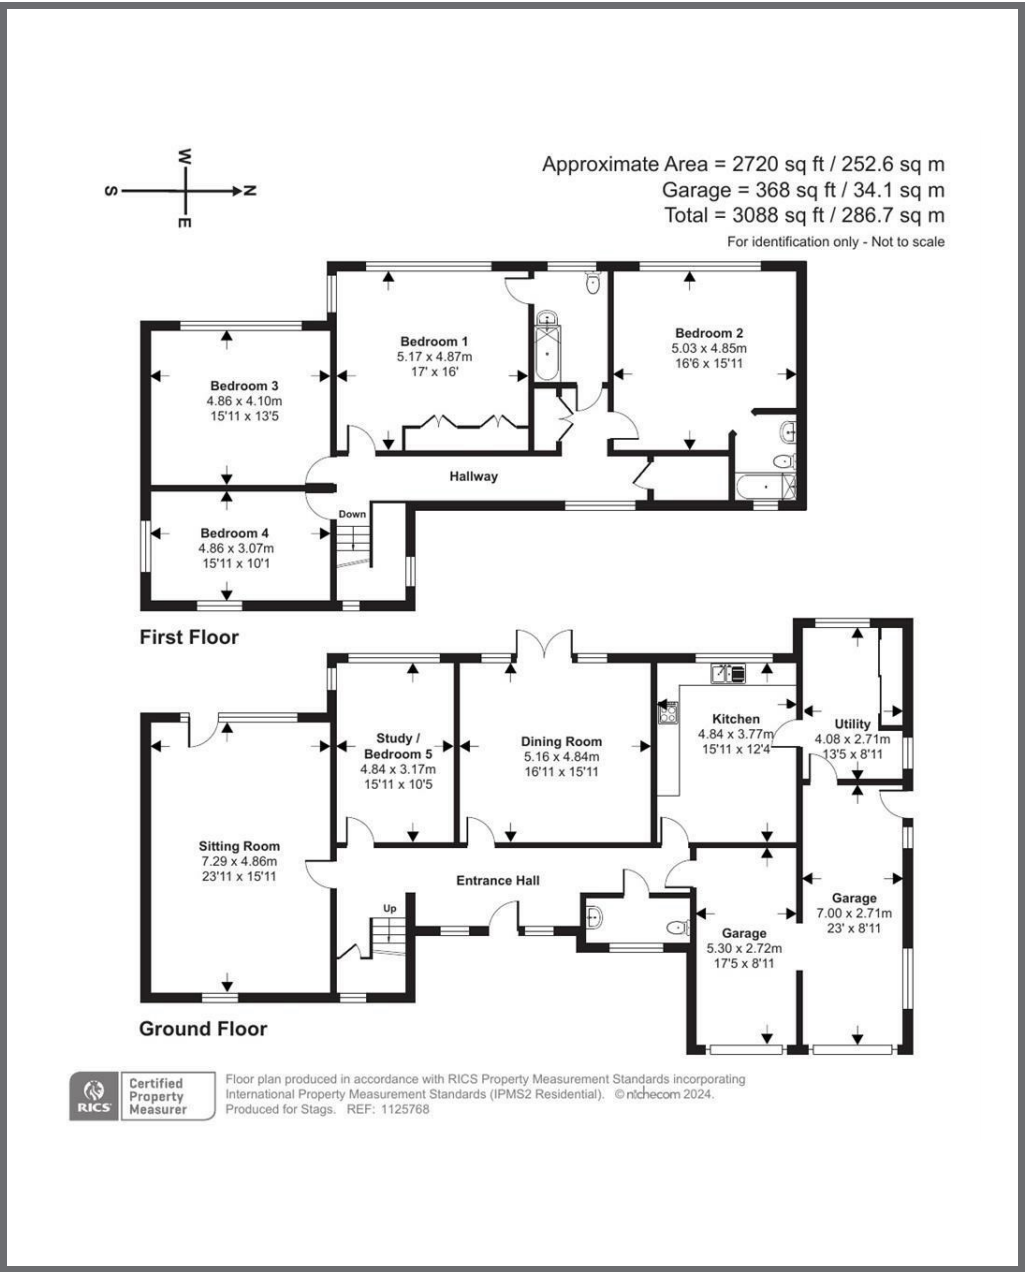 W
S
N
E
Approximate Area = 2720 sq ft / 252.6 sq m
Garage = 368 sq ft / 34.1 sq m
Total = 3088 sq ft / 286.7 sq m
For identification only - Not to scale
Bedroom 1
5.17 x 4.87m
17' x 16'
Bedroom 2
5.03 x 4.85m
16'6 x 15'11
Bedroom 3
4.86 x 4.10m
15'11 x 13'5
Hallway
Down
Bedroom 4
4.86 x 3.07m
15'11 x 10'1
First Floor
Study /
Bedroom 5
4.84 x 3.17m
15'11 x 10'5
Dining Room
5.16 x 4.84m
16'11 x 15'11
Kitchen
4.84 x 3.77m
15'11 x 12'4
Utility
4.08 x 2.71m
13'5 x 8'11
Sitting Room
7.29 x 4.86m
23'11 x 15'11
Entrance Hall
Up
Garage
5.30 x 2.72m
17'5 x 8'11
Garage
7.00 x 2.71m
23' x 8'11
Ground Floor
RICS
Certified
Property
Measurer
Floor plan produced in accordance with RICS Property Measurement Standards incorporating
International Property Measurement Standards (IPMS2 Residential). © nichecom 2024.
Produced for Stags. REF: 1125768